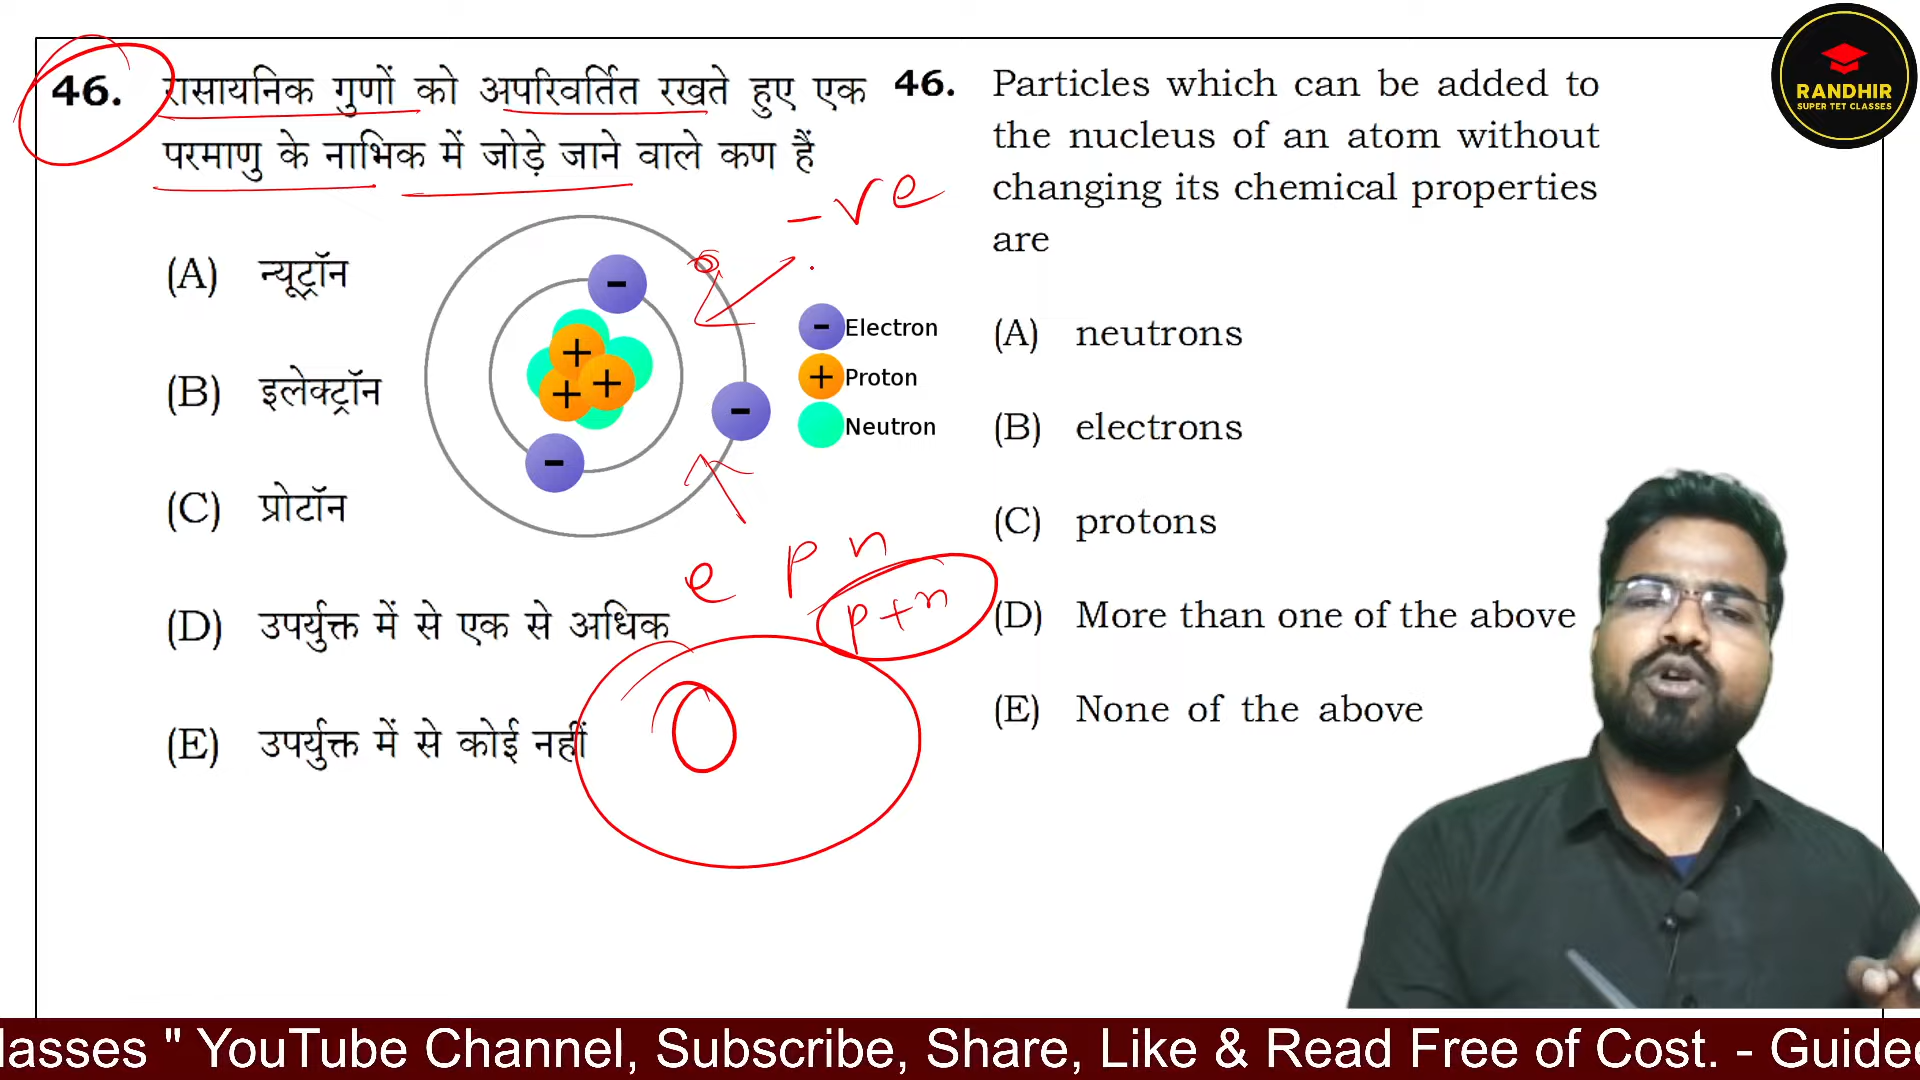 46. रासायनिक गुणों को अपरिवर्तित रखते हुए एक
परमाणु के नाभिक में जोड़े जाने वाले कण हैं
(A) न्यूट्रॉन
(B) इलेक्ट्रॉन
(C) प्रोटॉन
(D) उपर्युक्त में से एक से अधिक
(E) उपर्युक्त में से कोई नहीं
-ve
- Electron
+ Proton
Neutron
e p n
p+n
46. Particles which can be added to
the nucleus of an atom without
changing its chemical properties
are
(A) neutrons
(B) electrons
(C) protons
(D) More than one of the above
(E) None of the above
RANDHIR
SUPER TET CLASSES
lasses " YouTube Channel, Subscribe, Share, Like & Read Free of Cost. - Guided